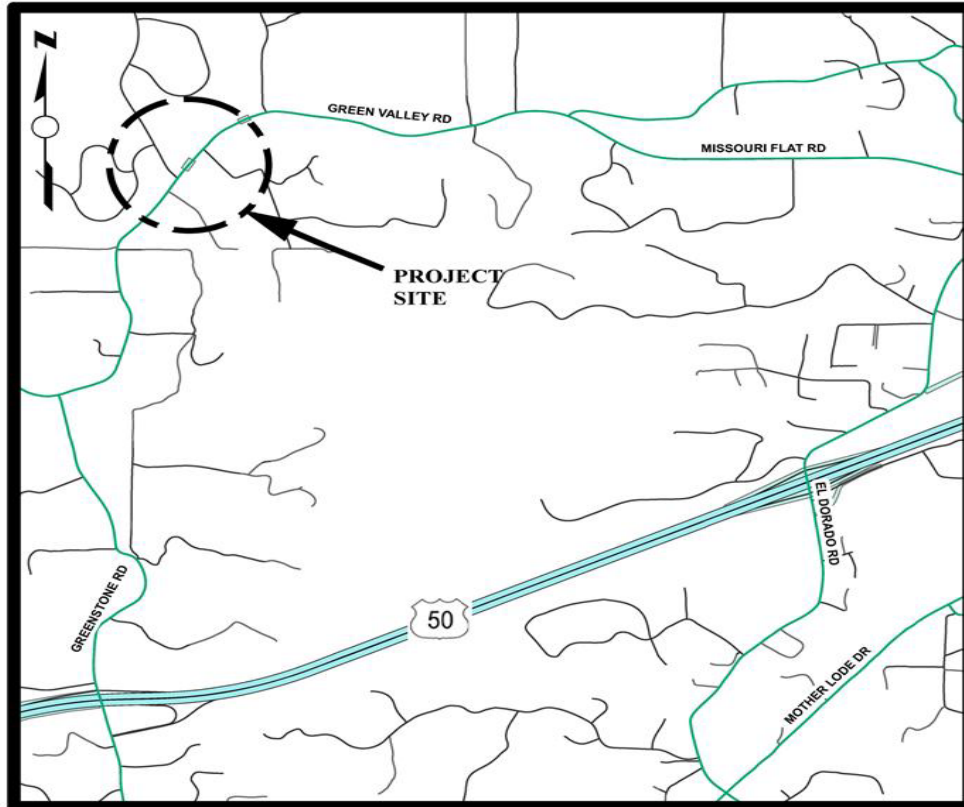 N
GREEN VALLEY RD
MISSOURI FLAT RD
PROJECT
SITE
EL DORADO RD
GREENSTONE RD
50
MOTHER LODE DR